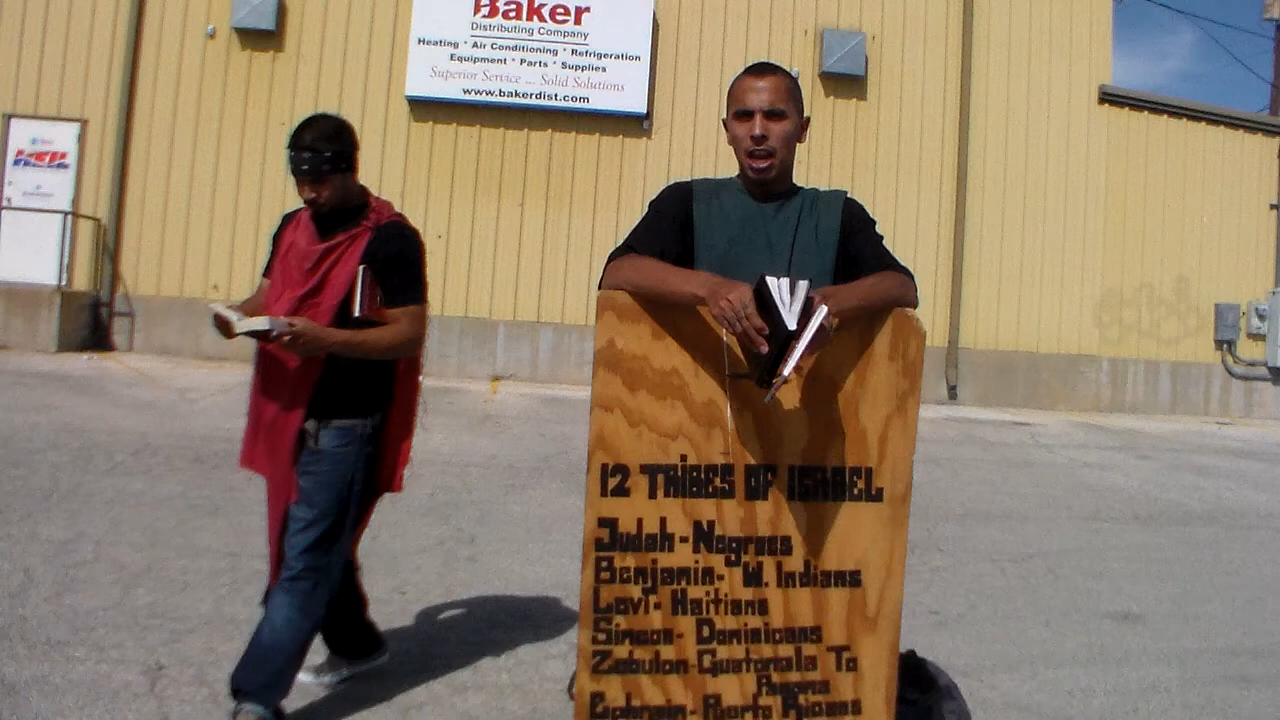 Baker
Distributing Company
Heating * Air Conditioning * Refrigeration
Equipment * Parts * Supplies
Superior Service ... Solid Solutions
www.bakerdist.com
12 TRIBES OF ISRAEL
Judah - Negroes
Benjamin - W. Indians
Levi - Haitians
Simeon - Dominicans
Zebulon - Guatemala To
Panama
Ephraim - Puerto Ricans